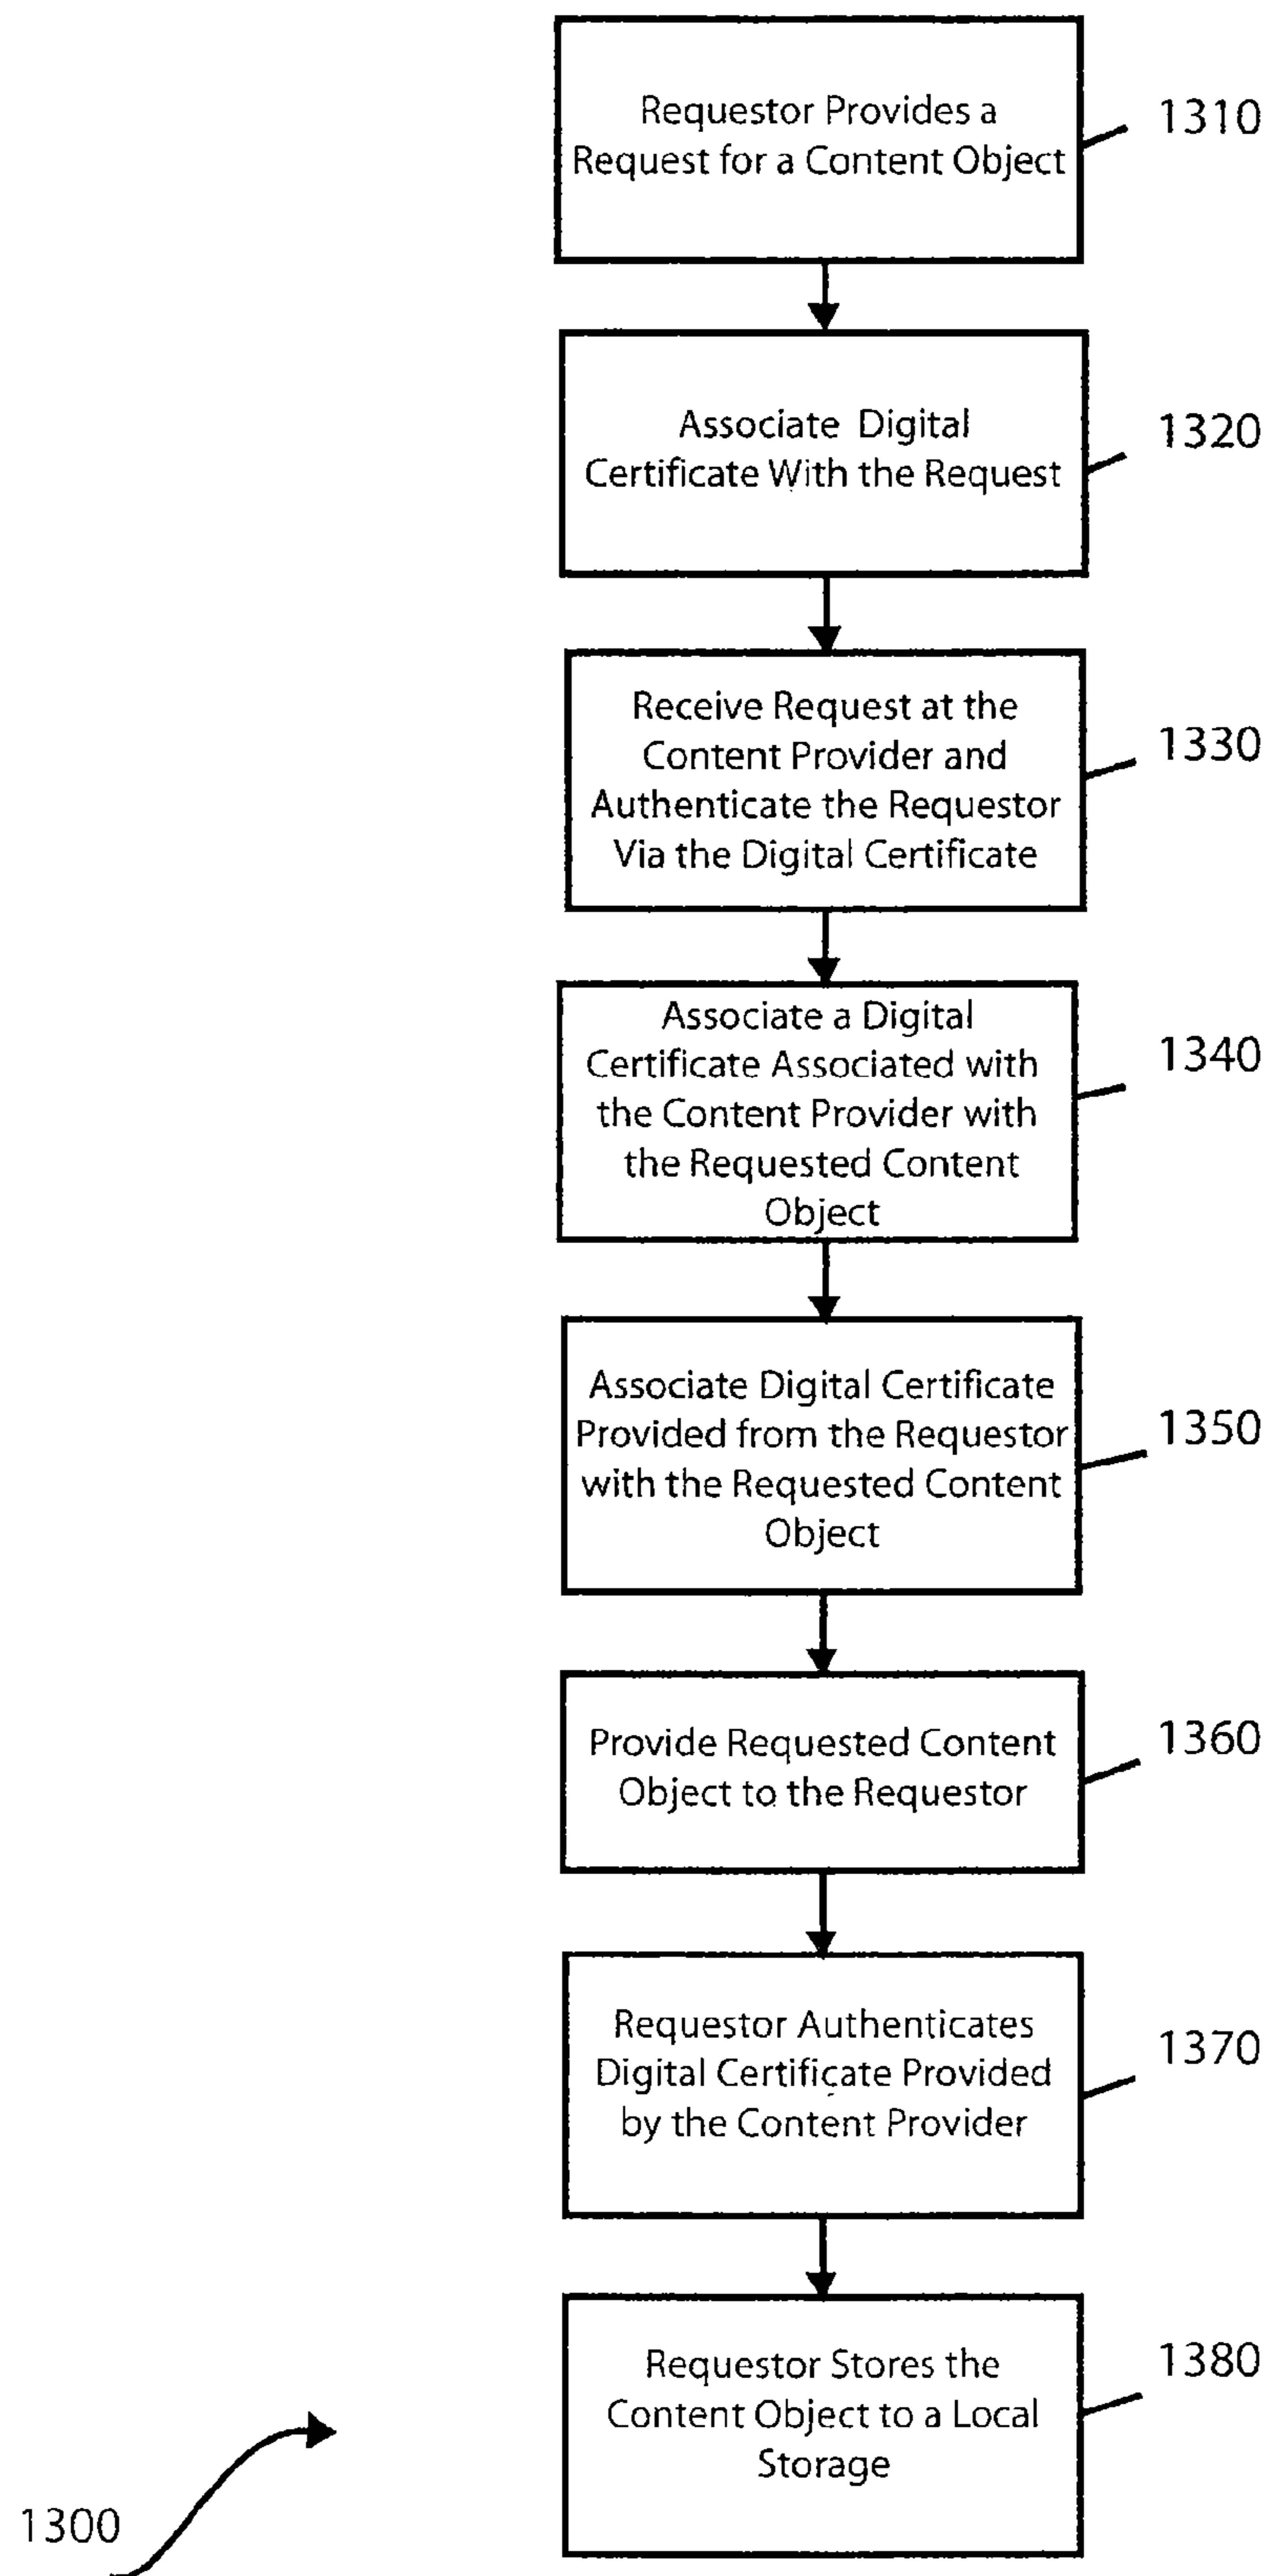 Requestor Provides a
Request for a Content Object
1310
Associate Digital
Certificate With the Request
1320
Receive Request at the
Content Provider and
Authenticate the Requestor
Via the Digital Certificate
1330
Associate a Digital
Certificate Associated with
the Content Provider with
the Requested Content
Object
1340
Associate Digital Certificate
Provided from the Requestor
with the Requested Content
Object
1350
Provide Requested Content
Object to the Requestor
1360
Requestor Authenticates
Digital Certificate Provided
by the Content Provider
1370
Requestor Stores the
Content Object to a Local
Storage
1380
1300